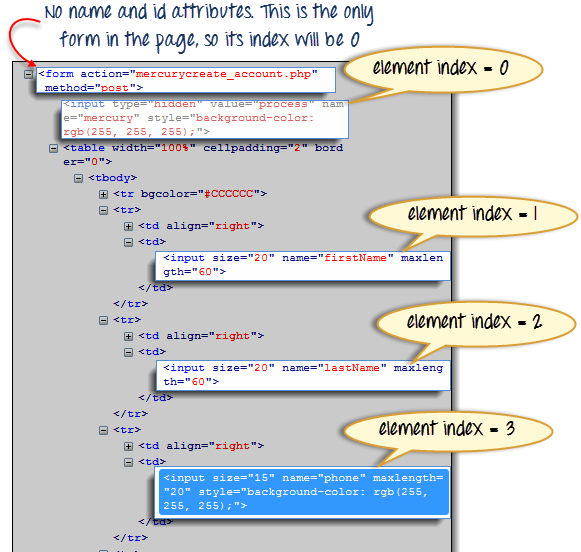 No name and id attributes. This is the only
form in the page, so its index will be 0
<form action="mercurycreate_account.php"
method="post">
element index = 0
<input type="hidden" value="process" na
me="mercury" style="background-color:
rgb(255, 255, 255);">
<table width="100%" cellpadding="2" bord
er="0">
<tbody>
<tr bgcolor="#CCCCCC">
<tr>
element index = 1
<td align="right">
<td>
<input size="20" name="firstName" maxlen
gth="60">
</td>
</tr>
<tr>
element index = 2
<td align="right">
<td>
<input size="20" name="lastName" maxleng
th="60">
</td>
</tr>
<tr>
element index = 3
<td align="right">
<td>
<input size="15" name="phone" maxlength=
"20" style="background-color: rgb(255,
255, 255);">
</td>
</tr>